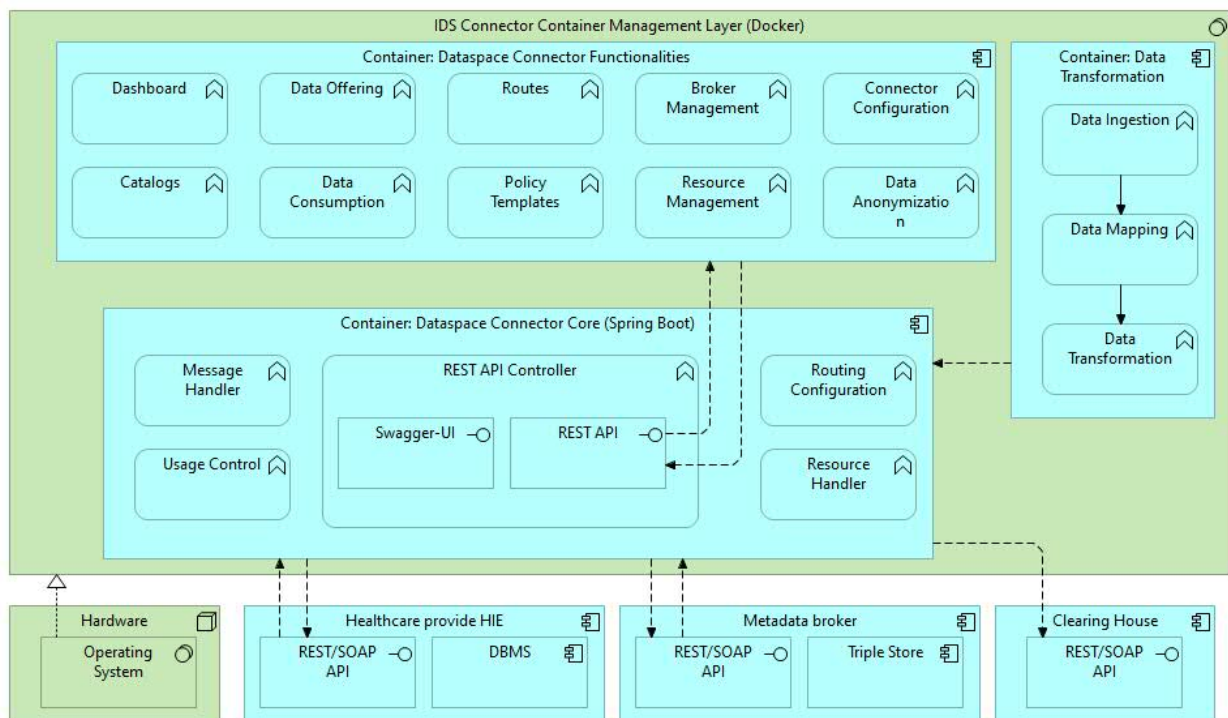 IDS Connector Container Management Layer (Docker)
Container: Dataspace Connector Functionalities
Dashboard
Data Offering
Routes
Broker
Management
Connector
Configuration
Catalogs
Data
Consumption
Policy
Templates
Resource
Management
Data
Anonymizatio
n
Container: Data
Transformation
Data Ingestion
Data Mapping
Data
Transformation
Container: Dataspace Connector Core (Spring Boot)
Message
Handler
REST API Controller
Routing
Configuration
Swagger-UI
REST API
Usage Control
Resource
Handler
Hardware
Operating
System
Healthcare provide HIE
REST/SOAP
API
DBMS
Metadata broker
REST/SOAP
API
Triple Store
Clearing House
REST/SOAP
API